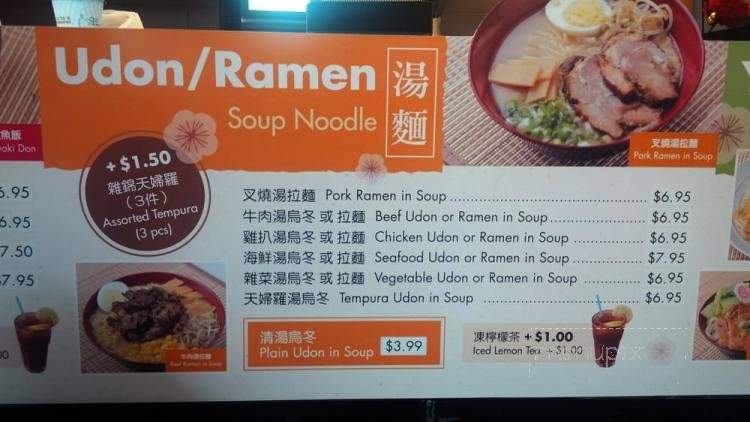 Udon/Ramen
Soup Noodle
湯麵
魚飯
yaki Don
+ $1.50
雜錦天婦羅
(3件)
Assorted Tempura
(3 pcs)
叉燒湯拉麵
Pork Ramen in Soup
叉燒湯拉麵 Pork Ramen in Soup $6.95
牛肉湯烏冬 或 拉麵 Beef Udon or Ramen in Soup $6.95
雞扒湯烏冬 或 拉麵 Chicken Udon or Ramen in Soup $6.95
海鮮湯烏冬 或 拉麵 Seafood Udon or Ramen in Soup $7.95
雜菜湯烏冬 或 拉麵 Vegetable Udon or Ramen in Soup $6.95
天婦羅湯烏冬 Tempura Udon in Soup $6.95
6.95
6.95
7.50
$7.95
牛肉湯拉麵
Beef Ramen in Soup
清湯烏冬
Plain Udon in Soup $3.99
凍檸檬茶 + $1.00
Iced Lemon Tea + $1.00